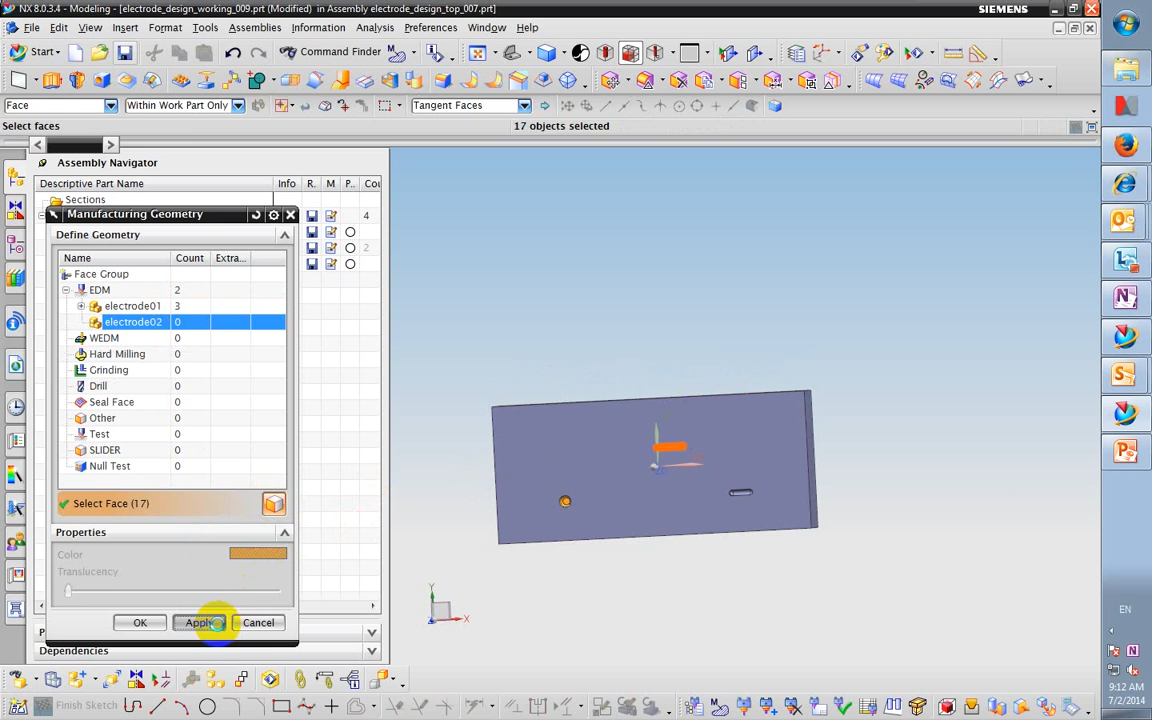 NX 8.0.3.4 - Modeling - [electrode_design_working_009.prt (Modified) in Assembly electrode_design_top_007.prt]
SIEMENS
File Edit View Insert Format Tools Assemblies Information Analysis Preferences Window Help
Start Command Finder
Face Within Work Part Only Tangent Faces
Select faces 17 objects selected
Assembly Navigator
Descriptive Part Name Info R. M P.. Cou
Sections
Manufacturing Geometry 4
Define Geometry
Name Count Extra... 2
Face Group
EDM 2
electrode01 3
electrode02 0
WEDM 0
Hard Milling 0
Grinding 0
Drill 0
Seal Face 0
Other 0
Test 0
SLIDER 0
Null Test 0
Select Face (17)
Properties
Color
Translucency
OK Apply Cancel
P
Dependencies
Y
X
Finish Sketch
EN
9:12 AM
7/2/2014